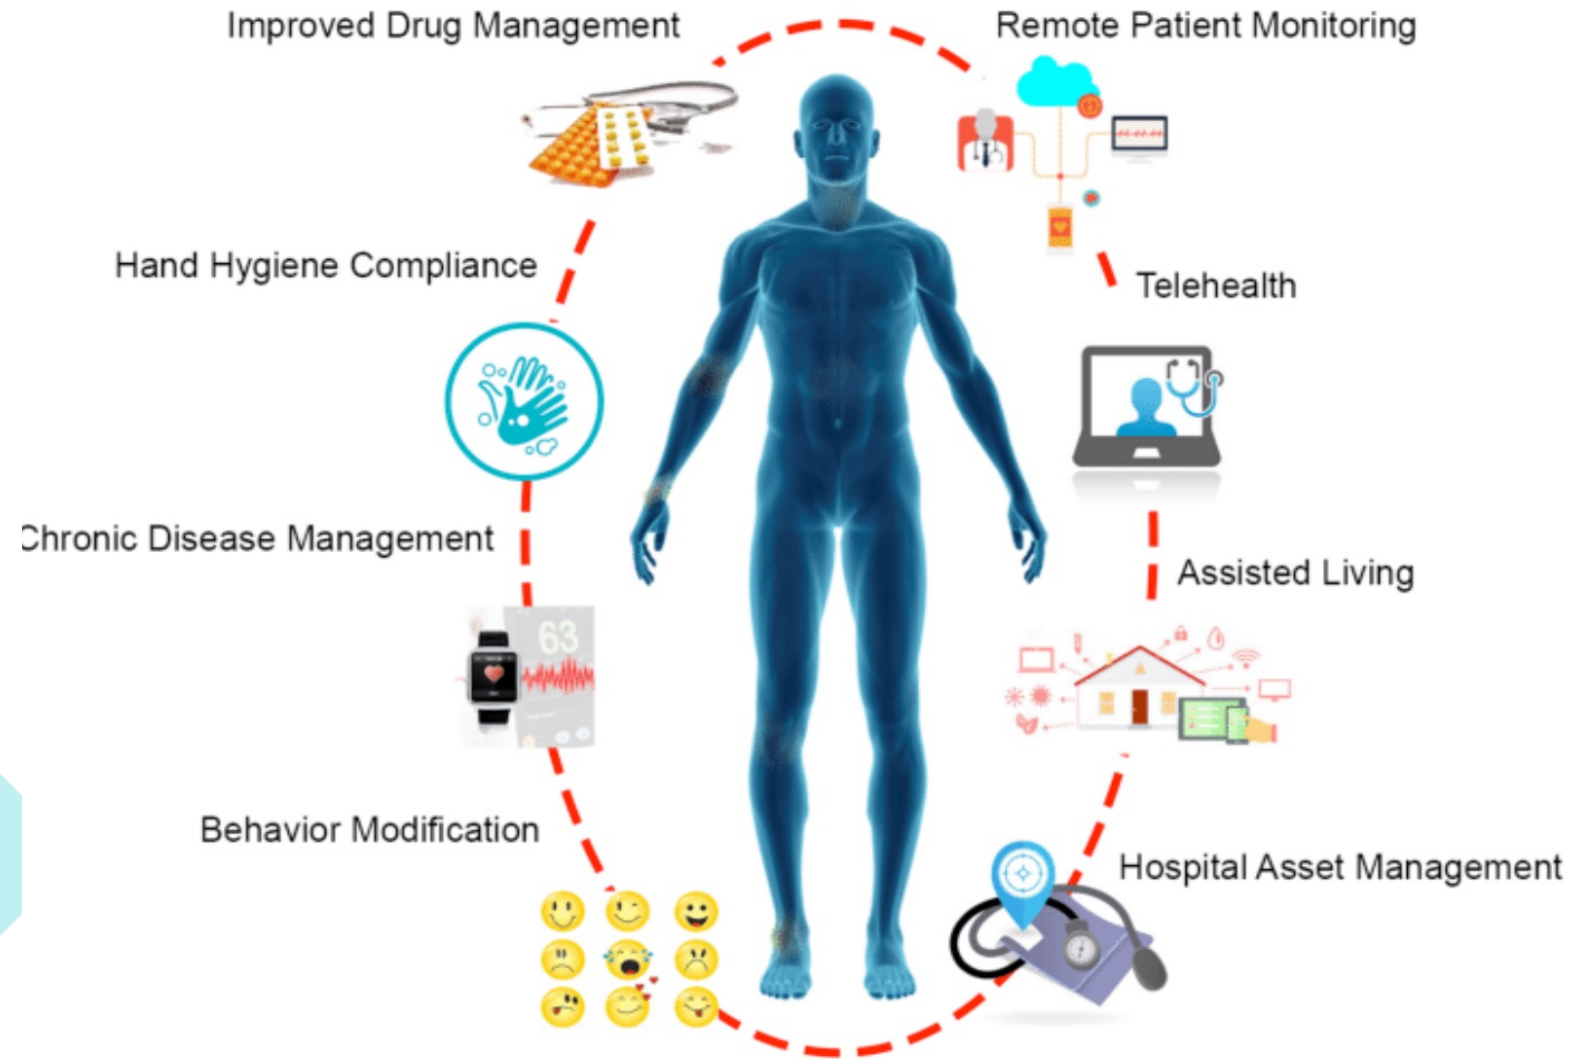 Improved Drug Management
Remote Patient Monitoring
Hand Hygiene Compliance
Telehealth
Chronic Disease Management
Assisted Living
63
Behavior Modification
Hospital Asset Management